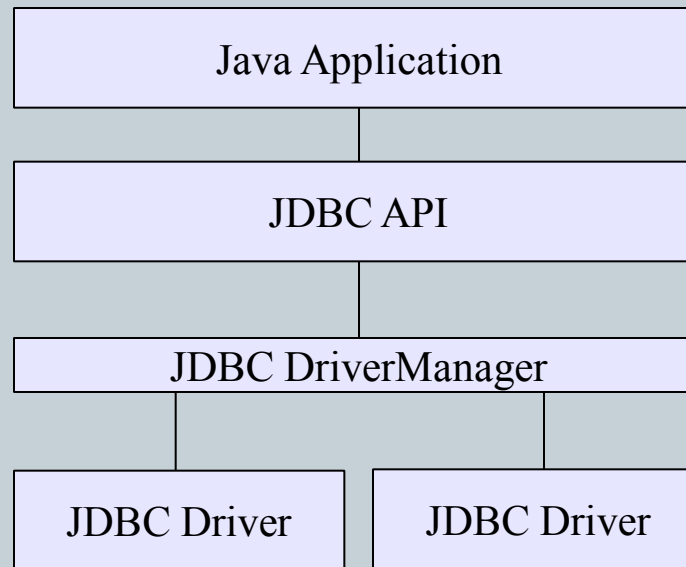 Java Application
JDBC API
JDBC DriverManager
JDBC Driver
JDBC Driver